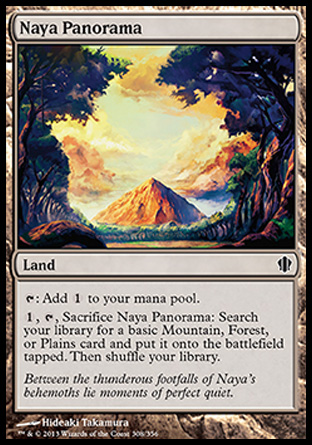 Naya Panorama
Land
: Add 1 to your mana pool.
1, , Sacrifice Naya Panorama: Search
your library for a basic Mountain, Forest,
or Plains card and put it onto the battlefield
tapped. Then shuffle your library.
Between the thunderous footfalls of Naya's
behemoths lie moments of perfect quiet.
Hideaki Takamura
™ & © 2013 Wizards of the Coast 308/356